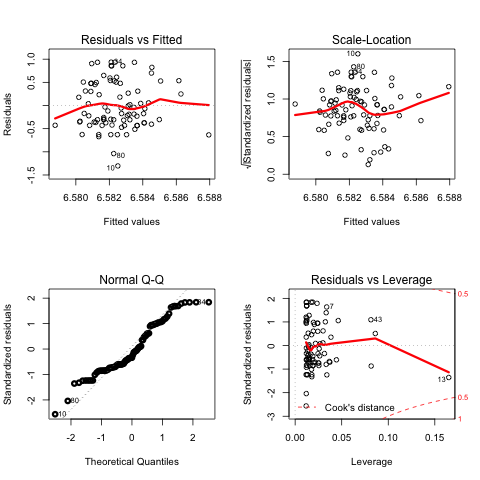 Residuals vs Fitted
Residuals
1.0
0.5
-0.5
-1.5
34
80
10
6.580 6.582 6.584 6.586 6.588
Fitted values
Scale-Location
√|Standardized residuals|
1.5
1.0
0.5
0.0
10
80
34
6.580 6.582 6.584 6.586 6.588
Fitted values
Normal Q-Q
Standardized residuals
2
1
0
-1
-2
34
80
10
-2 -1 0 1 2
Theoretical Quantiles
Residuals vs Leverage
Standardized residuals
2
1
0
-1
-2
-3
7
43
13
0.5
0.5
1
Cook's distance
0.00 0.05 0.10 0.15
Leverage